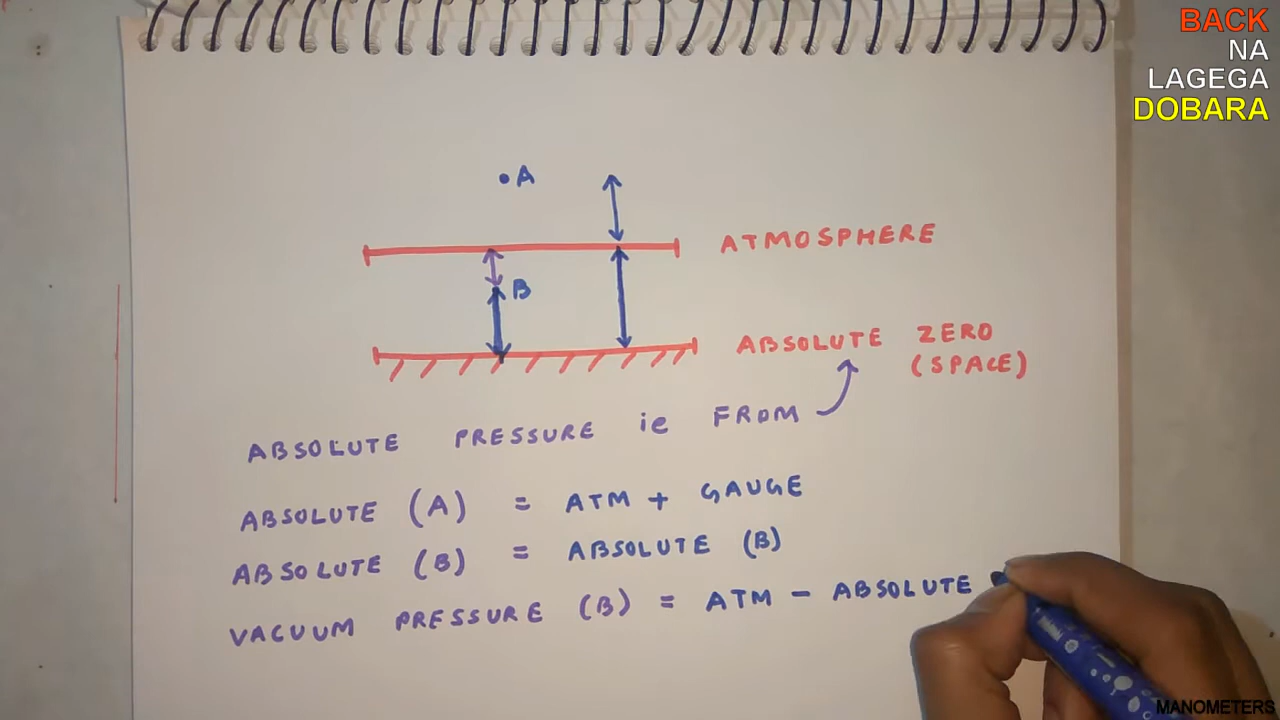 BACK
NA
LAGEGA
DOBARA
A
ATMOSPHERE
B
ABSOLUTE ZERO
(SPACE)
ABSOLUTE PRESSURE ie FROM
ABSOLUTE (A) = ATM + GAUGE
ABSOLUTE (B) = ABSOLUTE (B)
VACUUM PRESSURE (B) = ATM - ABSOLUTE
MANOMETERS